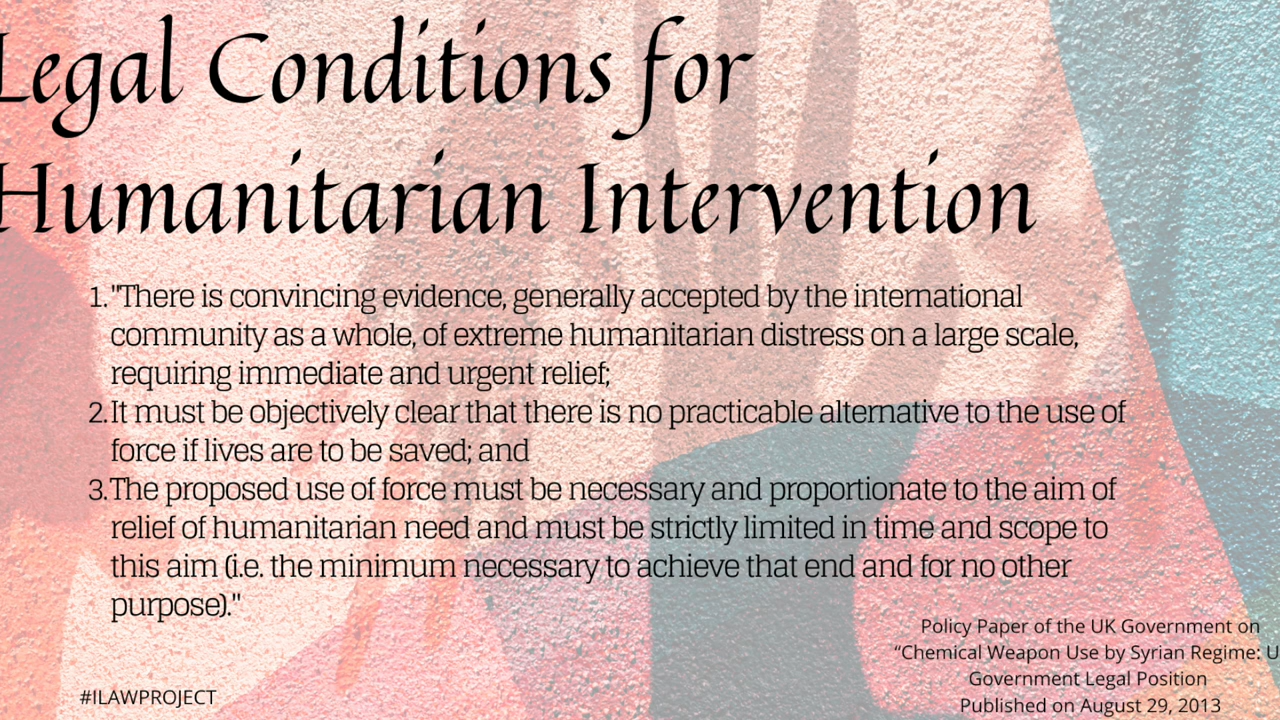 Legal Conditions for
Humanitarian Intervention
1. "There is convincing evidence, generally accepted by the international
community as a whole, of extreme humanitarian distress on a large scale,
requiring immediate and urgent relief;
2. It must be objectively clear that there is no practicable alternative to the use of
force if lives are to be saved; and
3. The proposed use of force must be necessary and proportionate to the aim of
relief of humanitarian need and must be strictly limited in time and scope to
this aim (i.e. the minimum necessary to achieve that end and for no other
purpose)."
Policy Paper of the UK Government on
“Chemical Weapon Use by Syrian Regime: U
Government Legal Position
Published on August 29, 2013
#ILAWPROJECT